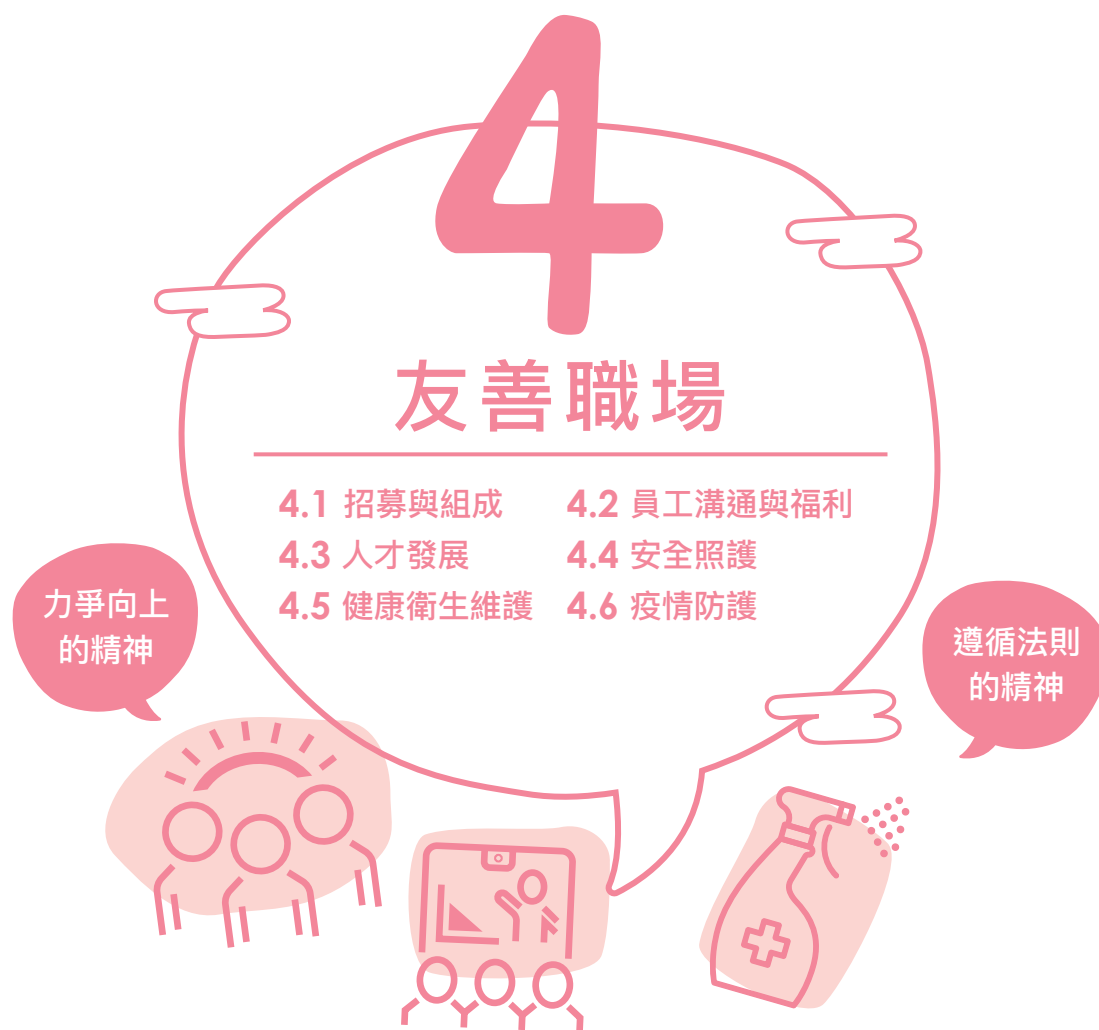 4
友善職場
4.1 招募與組成 4.2 員工溝通與福利
4.3 人才發展 4.4 安全照護
4.5 健康衛生維護 4.6 疫情防護
力爭向上
的精神
遵循法則
的精神